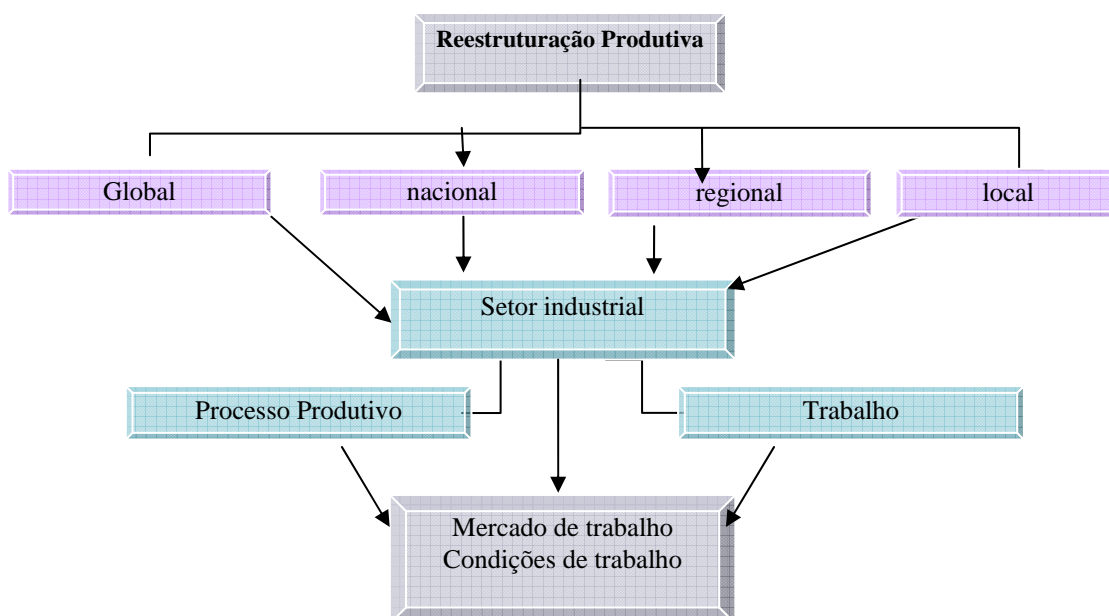 Reestruturação Produtiva
Global
nacional
regional
local
Setor industrial
Processo Produtivo
Trabalho
Mercado de trabalho
Condições de trabalho